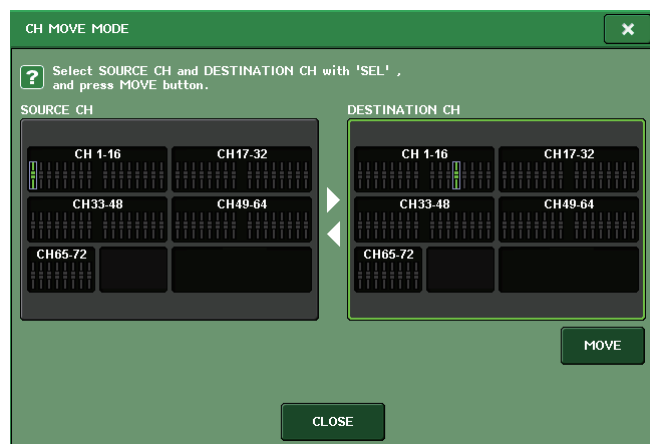 CH MOVE MODE
Select SOURCE CH and DESTINATION CH with 'SEL' ,
and press MOVE button.
SOURCE CH
CH 1-16
CH17-32
CH33-48
CH49-64
CH65-72
DESTINATION CH
CH 1-16
CH17-32
CH33-48
CH49-64
CH65-72
MOVE
CLOSE